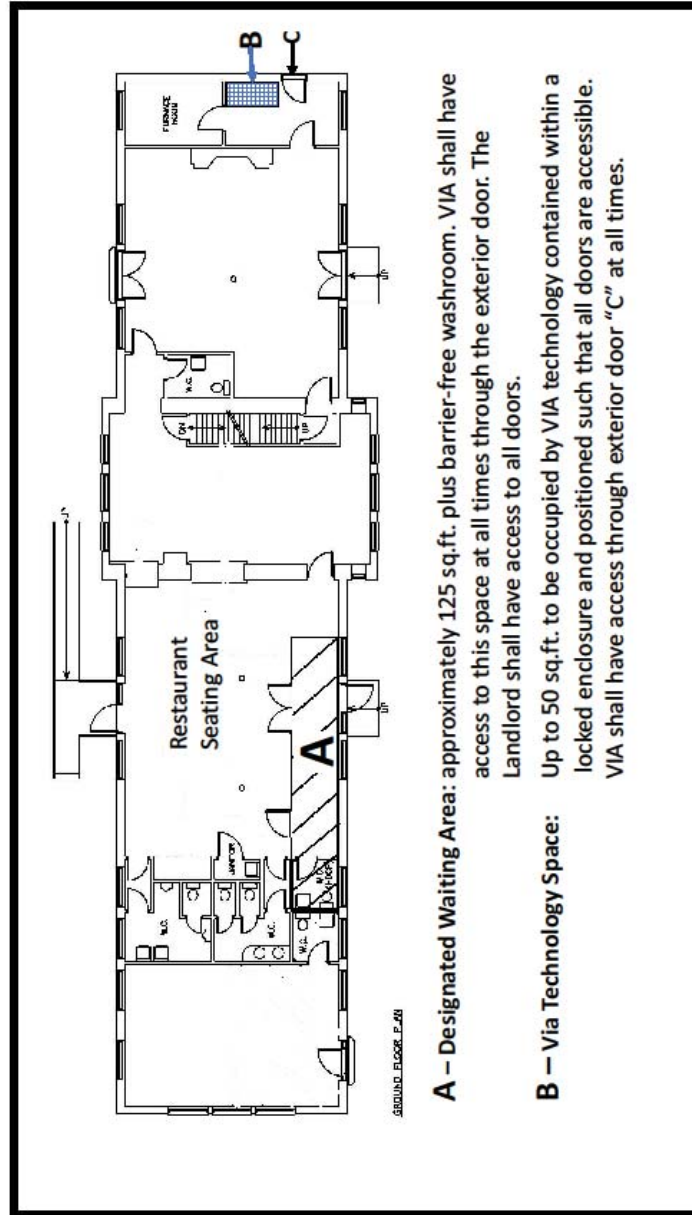 B
C
FURNACE
ROOM
W.C.
DN
UP
UP
UP
UP
Restaurant
Seating Area
A
JANITOR
W.C.
W.C.
W.C.
W.C.
GROUND FLOOR PLAN
A – Designated Waiting Area: approximately 125 sq.ft. plus barrier-free washroom. VIA shall have
access to this space at all times through the exterior door. The
Landlord shall have access to all doors.
B – Via Technology Space: Up to 50 sq.ft. to be occupied by VIA technology contained within a
locked enclosure and positioned such that all doors are accessible.
VIA shall have access through exterior door “C” at all times.